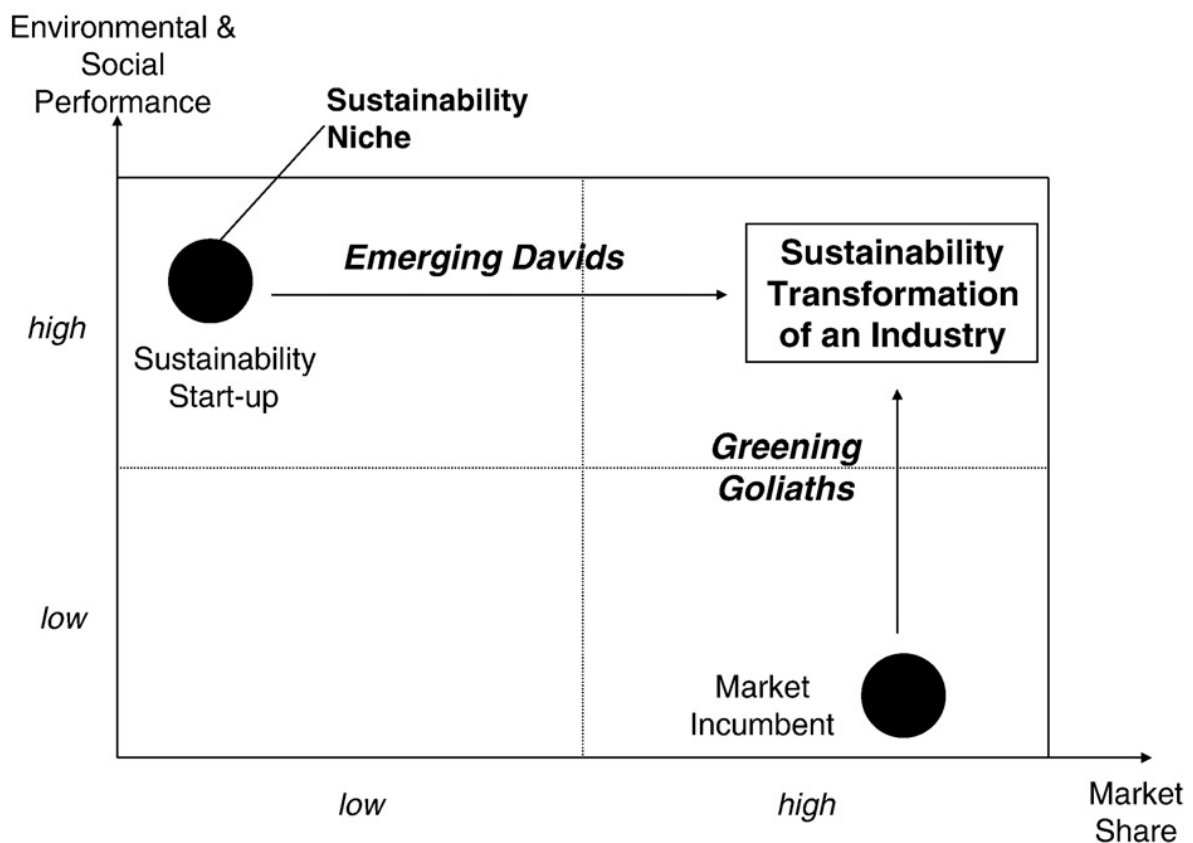 Environmental &
Social
Performance
Sustainability
Niche
Emerging Davids
Sustainability
Transformation
of an Industry
high
Sustainability
Start-up
Greening
Goliaths
low
Market
Incumbent
low
high
Market
Share